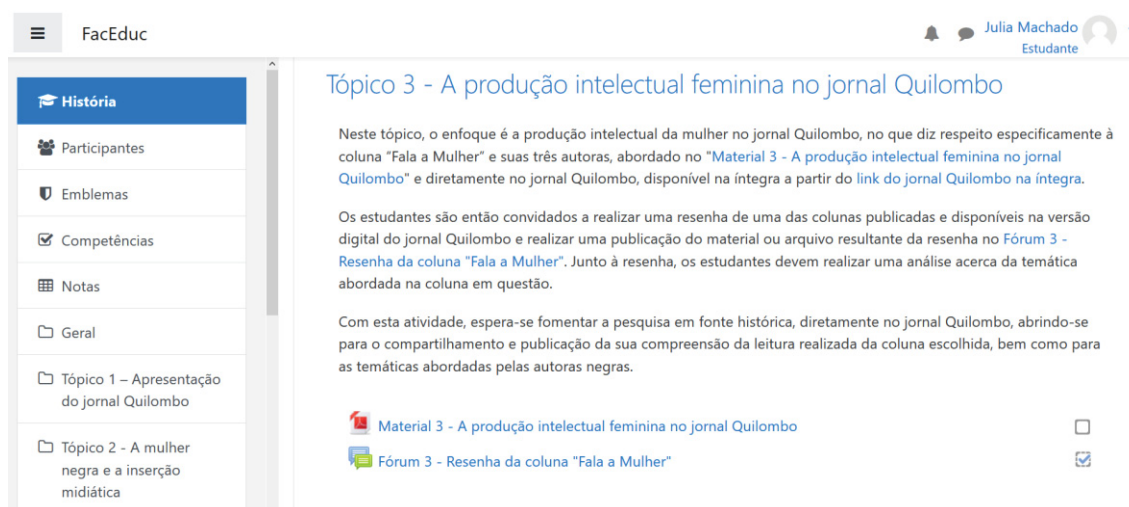 FacEduc
Julia Machado
Estudante
História
Participantes
Emblemas
Competências
Notas
Geral
Tópico 1 – Apresentação
do jornal Quilombo
Tópico 2 - A mulher
negra e a inserção
midiática
Tópico 3 - A produção intelectual feminina no jornal Quilombo
Neste tópico, o enfoque é a produção intelectual da mulher no jornal Quilombo, no que diz respeito especificamente à
coluna "Fala a Mulher" e suas três autoras, abordado no "Material 3 - A produção intelectual feminina no jornal
Quilombo" e diretamente no jornal Quilombo, disponível na íntegra a partir do link do jornal Quilombo na íntegra.
Os estudantes são então convidados a realizar uma resenha de uma das colunas publicadas e disponíveis na versão
digital do jornal Quilombo e realizar uma publicação do material ou arquivo resultante da resenha no Fórum 3 -
Resenha da coluna "Fala a Mulher". Junto à resenha, os estudantes devem realizar uma análise acerca da temática
abordada na coluna em questão.
Com esta atividade, espera-se fomentar a pesquisa em fonte histórica, diretamente no jornal Quilombo, abrindo-se
para o compartilhamento e publicação da sua compreensão da leitura realizada da coluna escolhida, bem como para
as temáticas abordadas pelas autoras negras.
Material 3 - A produção intelectual feminina no jornal Quilombo
Fórum 3 - Resenha da coluna "Fala a Mulher"